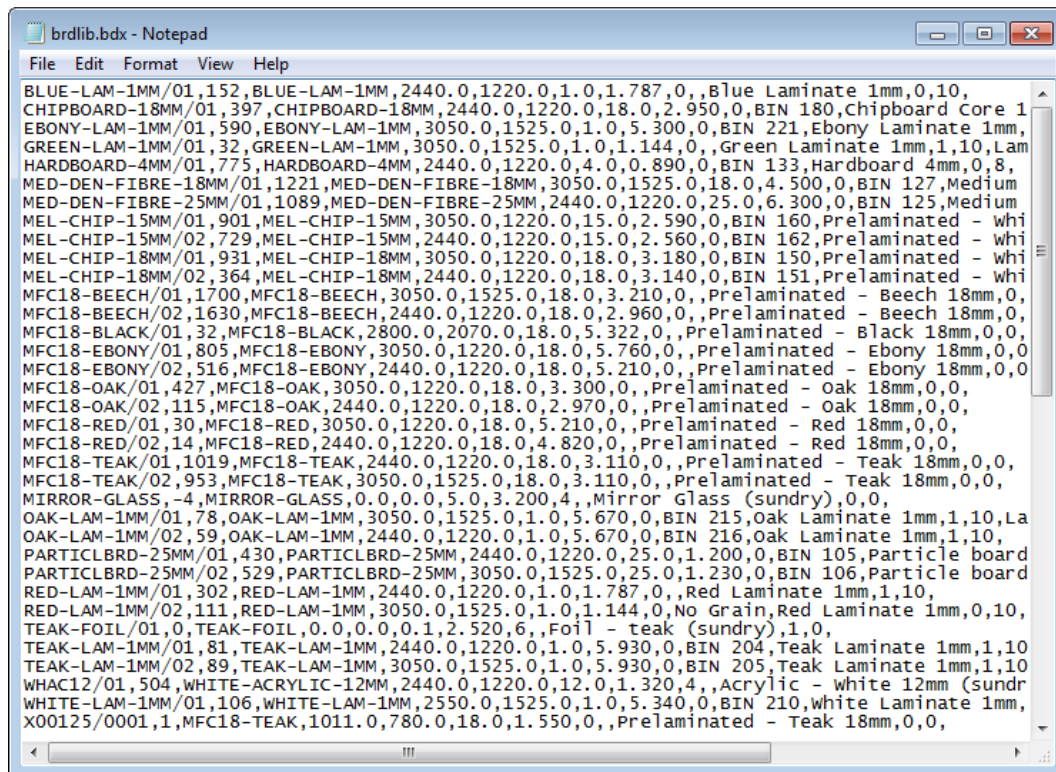 brdlib.bdx - Notepad
File Edit Format View Help
BLUE-LAM-1MM/01,152,BLUE-LAM-1MM,2440.0,1220.0,1.0,1.787,0,,Blue Laminate 1mm,0,10,
CHIPBOARD-18MM/01,397,CHIPBOARD-18MM,2440.0,1220.0,18.0,2.950,0,BIN 180,Chipboard Core 1
EBONY-LAM-1MM/01,590,EBONY-LAM-1MM,3050.0,1525.0,1.0,5.300,0,BIN 221,Ebony Laminate 1mm,
GREEN-LAM-1MM/01,32,GREEN-LAM-1MM,3050.0,1525.0,1.0,1.144,0,,Green Laminate 1mm,1,10,Lam
HARDBOARD-4MM/01,775,HARDBOARD-4MM,2440.0,1220.0,4.0,0.890,0,BIN 133,Hardboard 4mm,0,8,
MED-DEN-FIBRE-18MM/01,1221,MED-DEN-FIBRE-18MM,3050.0,1525.0,18.0,4.500,0,BIN 127,Medium
MED-DEN-FIBRE-25MM/01,1089,MED-DEN-FIBRE-25MM,2440.0,1220.0,25.0,6.300,0,BIN 125,Medium
MEL-CHIP-15MM/01,901,MEL-CHIP-15MM,3050.0,1220.0,15.0,2.590,0,BIN 160,Prelaminated - Whi
MEL-CHIP-15MM/02,729,MEL-CHIP-15MM,2440.0,1220.0,15.0,2.560,0,BIN 162,Prelaminated - Whi
MEL-CHIP-18MM/01,931,MEL-CHIP-18MM,3050.0,1220.0,18.0,3.180,0,BIN 150,Prelaminated - Whi
MEL-CHIP-18MM/02,364,MEL-CHIP-18MM,2440.0,1220.0,18.0,3.140,0,BIN 151,Prelaminated - Whi
MFC18-BEECH/01,1700,MFC18-BEECH,3050.0,1525.0,18.0,3.210,0,,Prelaminated - Beech 18mm,0,
MFC18-BEECH/02,1630,MFC18-BEECH,2440.0,1220.0,18.0,2.960,0,,Prelaminated - Beech 18mm,0,
MFC18-BLACK/01,32,MFC18-BLACK,2800.0,2070.0,18.0,5.322,0,,Prelaminated - Black 18mm,0,0,
MFC18-EBONY/01,805,MFC18-EBONY,3050.0,1220.0,18.0,5.760,0,,Prelaminated - Ebony 18mm,0,0
MFC18-EBONY/02,516,MFC18-EBONY,2440.0,1220.0,18.0,5.210,0,,Prelaminated - Ebony 18mm,0,0
MFC18-OAK/01,427,MFC18-OAK,3050.0,1220.0,18.0,3.300,0,,Prelaminated - Oak 18mm,0,0,
MFC18-OAK/02,115,MFC18-OAK,2440.0,1220.0,18.0,2.970,0,,Prelaminated - Oak 18mm,0,0,
MFC18-RED/01,30,MFC18-RED,3050.0,1220.0,18.0,5.210,0,,Prelaminated - Red 18mm,0,0,
MFC18-RED/02,14,MFC18-RED,2440.0,1220.0,18.0,4.820,0,,Prelaminated - Red 18mm,0,0,
MFC18-TEAK/01,1019,MFC18-TEAK,2440.0,1220.0,18.0,3.110,0,,Prelaminated - Teak 18mm,0,0,
MFC18-TEAK/02,953,MFC18-TEAK,3050.0,1525.0,18.0,3.110,0,,Prelaminated - Teak 18mm,0,0,
MIRROR-GLASS,-4,MIRROR-GLASS,0.0,0.0,5.0,3.200,4,,Mirror Glass (sundry),0,0,
OAK-LAM-1MM/01,78,OAK-LAM-1MM,3050.0,1525.0,1.0,5.670,0,BIN 215,Oak Laminate 1mm,1,10,La
OAK-LAM-1MM/02,59,OAK-LAM-1MM,2440.0,1220.0,1.0,5.670,0,BIN 216,Oak Laminate 1mm,1,10,
PARTICLBRD-25MM/01,430,PARTICLBRD-25MM,2440.0,1220.0,25.0,1.200,0,BIN 105,Particle board
PARTICLBRD-25MM/02,529,PARTICLBRD-25MM,3050.0,1525.0,25.0,1.230,0,BIN 106,Particle board
RED-LAM-1MM/01,302,RED-LAM-1MM,2440.0,1220.0,1.0,1.787,0,,Red Laminate 1mm,1,10,
RED-LAM-1MM/02,111,RED-LAM-1MM,3050.0,1525.0,1.0,1.144,0,No Grain,Red Laminate 1mm,0,10,
TEAK-FOIL/01,0,TEAK-FOIL,0.0,0.0,0.1,2.520,6,,Foil - teak (sundry),1,0,
TEAK-LAM-1MM/01,81,TEAK-LAM-1MM,2440.0,1220.0,1.0,5.930,0,BIN 204,Teak Laminate 1mm,1,10
TEAK-LAM-1MM/02,89,TEAK-LAM-1MM,3050.0,1525.0,1.0,5.930,0,BIN 205,Teak Laminate 1mm,1,10
WHAC12/01,504,WHITE-ACRYLIC-12MM,2440.0,1220.0,12.0,1.320,4,,Acrylic - White 12mm (sundr
WHITE-LAM-1MM/01,106,WHITE-LAM-1MM,2550.0,1525.0,1.0,5.340,0,BIN 210,White Laminate 1mm,
X00125/0001,1,MFC18-TEAK,1011.0,780.0,18.0,1.550,0,,Prelaminated - Teak 18mm,0,0,